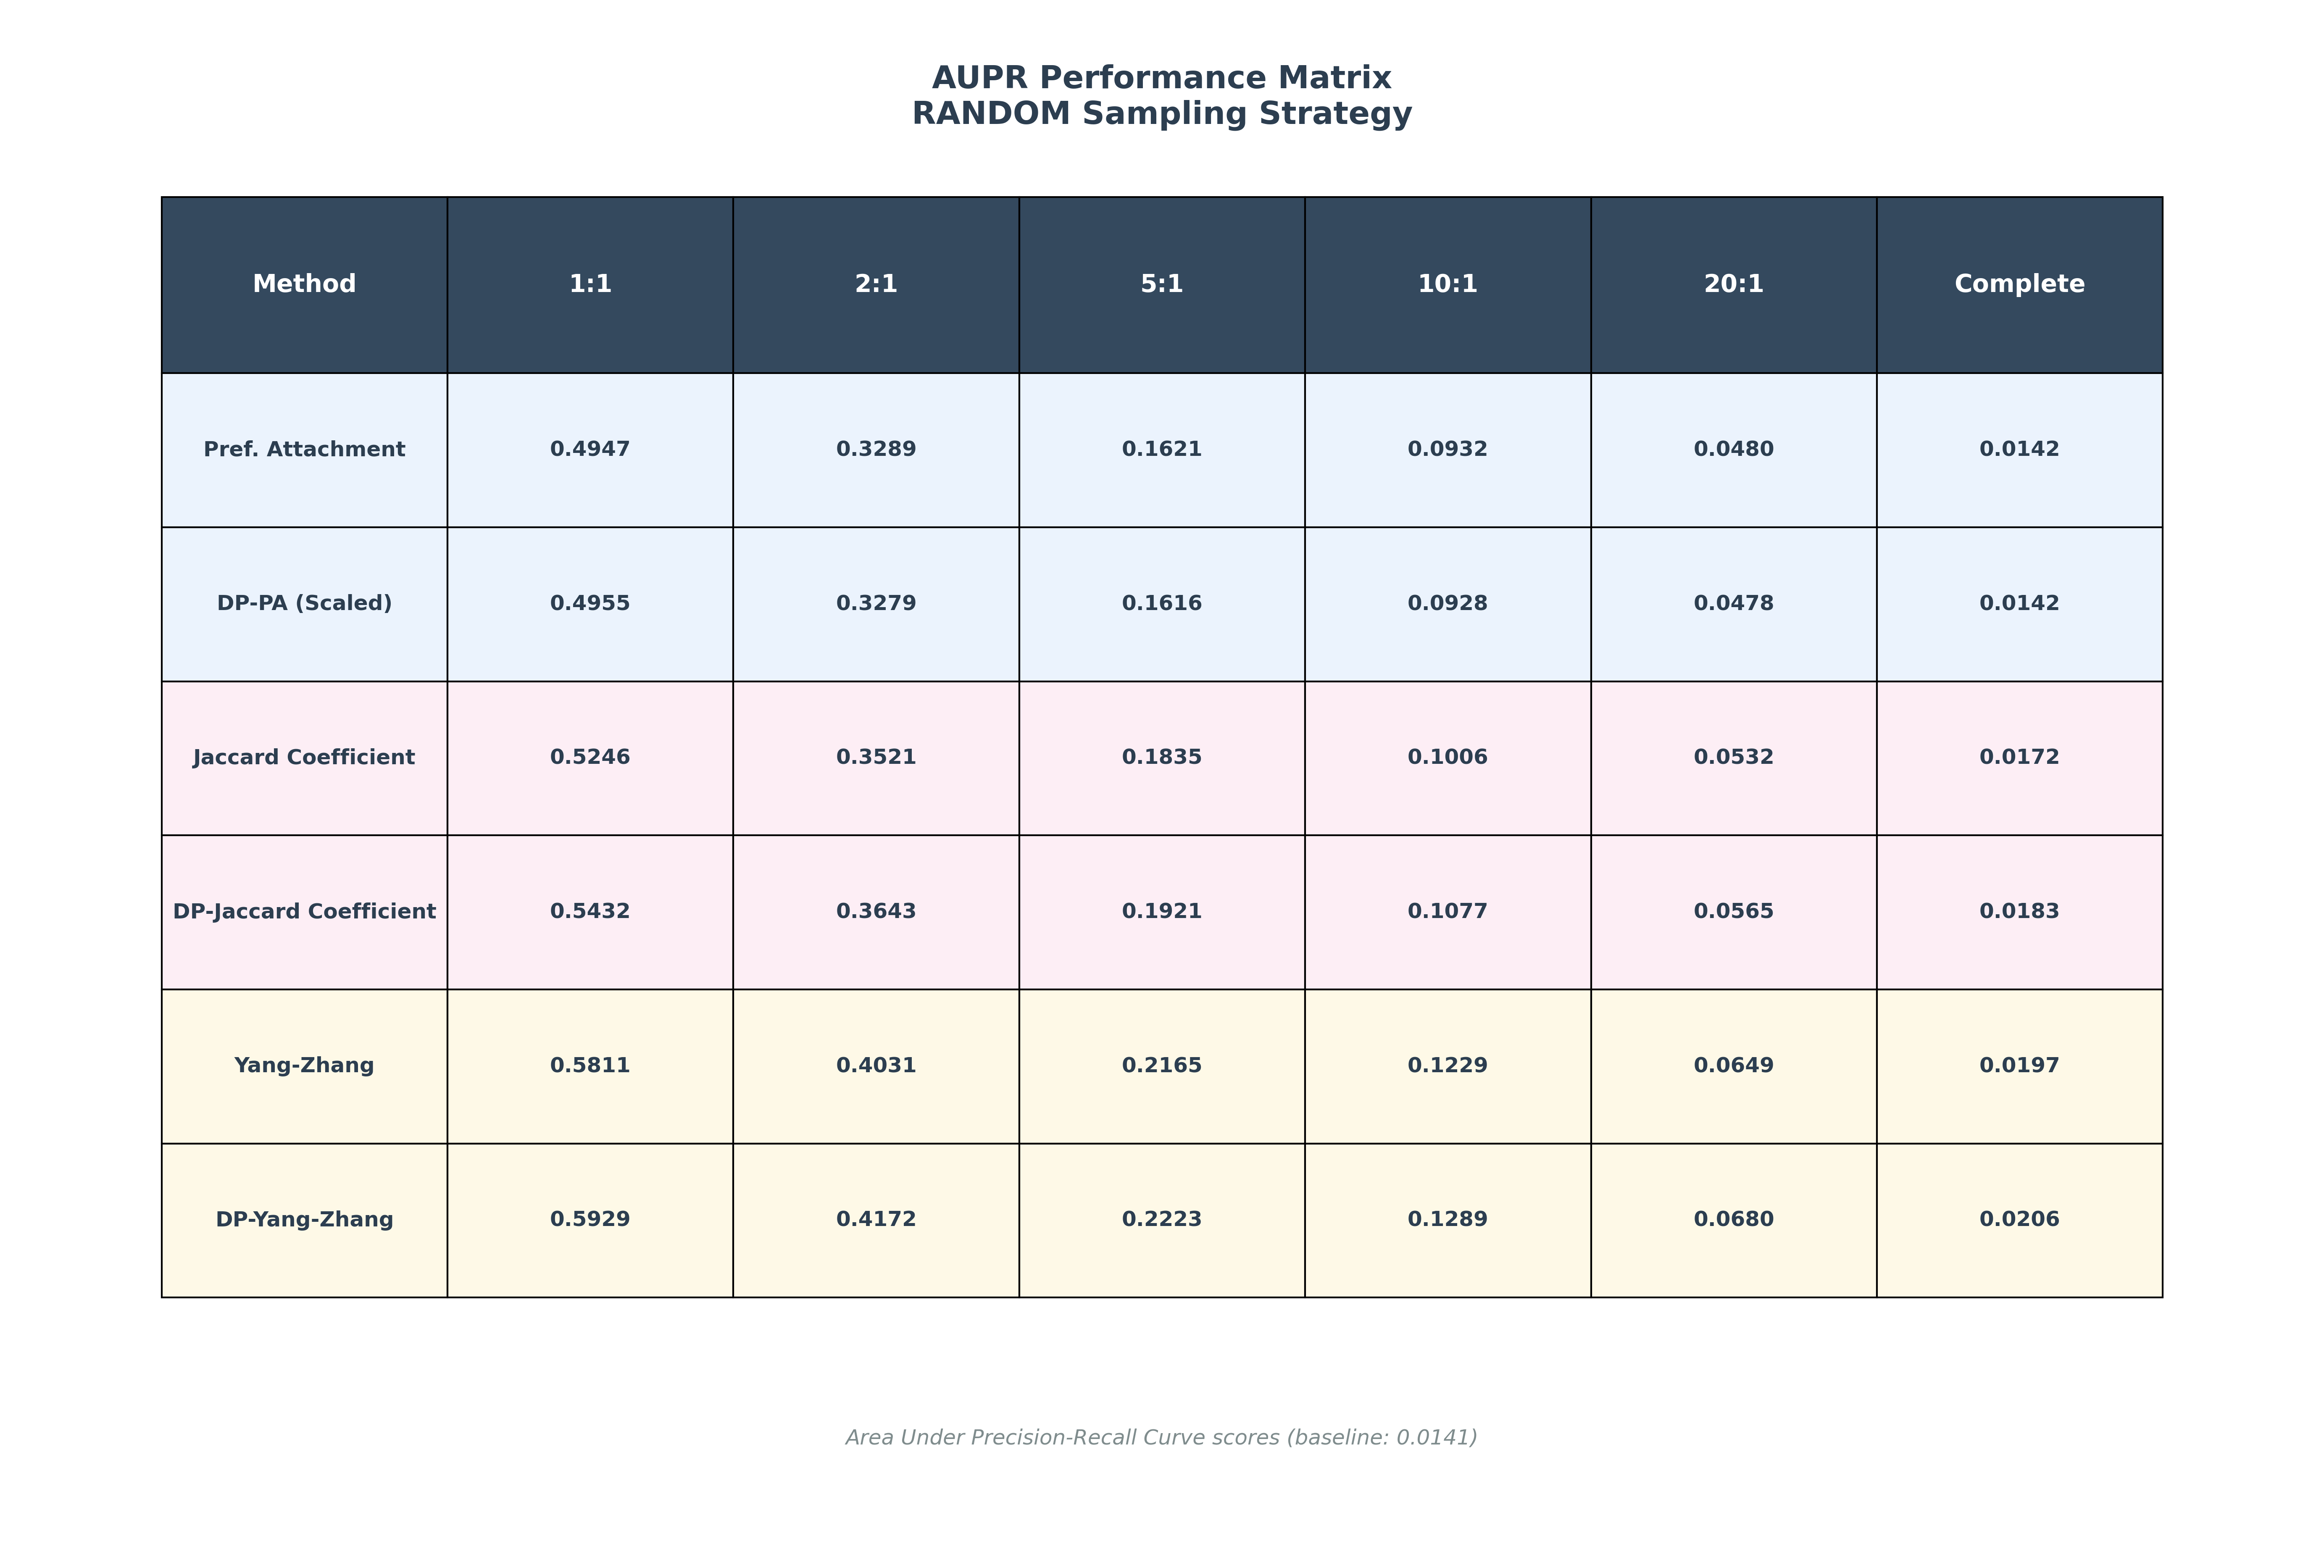 AUPR Performance Matrix
RANDOM Sampling Strategy
Method 1:1 2:1 5:1 10:1 20:1 Complete
Pref. Attachment 0.4947 0.3289 0.1621 0.0932 0.0480 0.0142
DP-PA (Scaled) 0.4955 0.3279 0.1616 0.0928 0.0478 0.0142
Jaccard Coefficient 0.5246 0.3521 0.1835 0.1006 0.0532 0.0172
DP-Jaccard Coefficient 0.5432 0.3643 0.1921 0.1077 0.0565 0.0183
Yang-Zhang 0.5811 0.4031 0.2165 0.1229 0.0649 0.0197
DP-Yang-Zhang 0.5929 0.4172 0.2223 0.1289 0.0680 0.0206
Area Under Precision-Recall Curve scores (baseline: 0.0141)